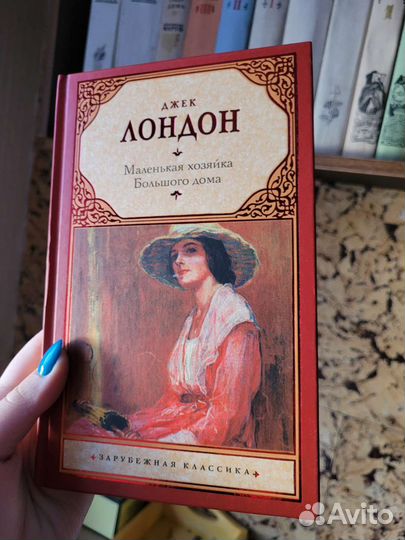 ДЖЕК
ЛОНДОН
Маленькая хозяйка
Большого дома
ЗАРУБЕЖНАЯ КЛАССИКА
Avito